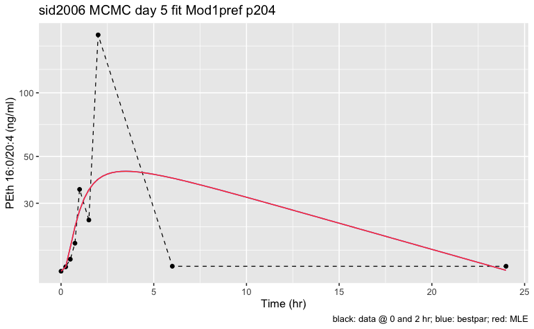 sid2006 MCMC day 5 fit Mod1pref p204
PEth 16:0/20:4 (ng/ml)
100
50
30
0
5
10
15
20
25
Time (hr)
black: data @ 0 and 2 hr; blue: bestpar; red: MLE